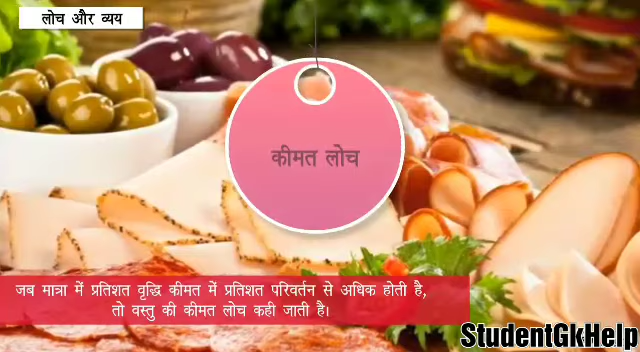 लोच और व्यय
कीमत लोच
जब मात्रा में प्रतिशत वृद्धि कीमत में प्रतिशत परिवर्तन से अधिक होती है,
तो वस्तु की कीमत लोच कही जाती है।
StudentGkHelp